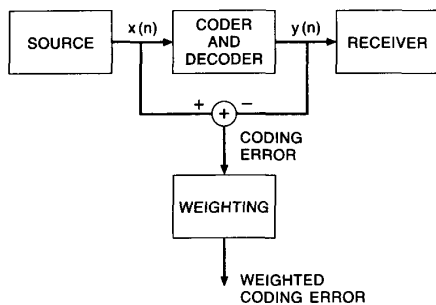 SOURCE
x(n)
CODER
AND
DECODER
y(n)
RECEIVER
+
−
+
CODING
ERROR
WEIGHTING
WEIGHTED
CODING ERROR